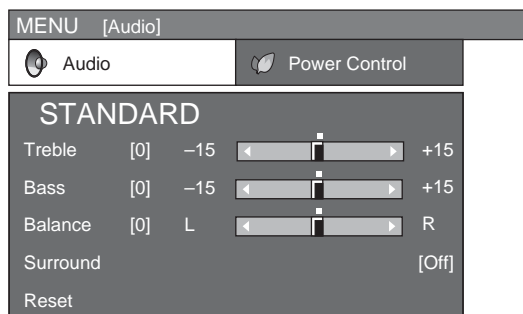 MENU [Audio]
Audio Power Control
STANDARD
Treble [0] –15 +15
Bass [0] –15 +15
Balance [0] L R
Surround [Off]
Reset